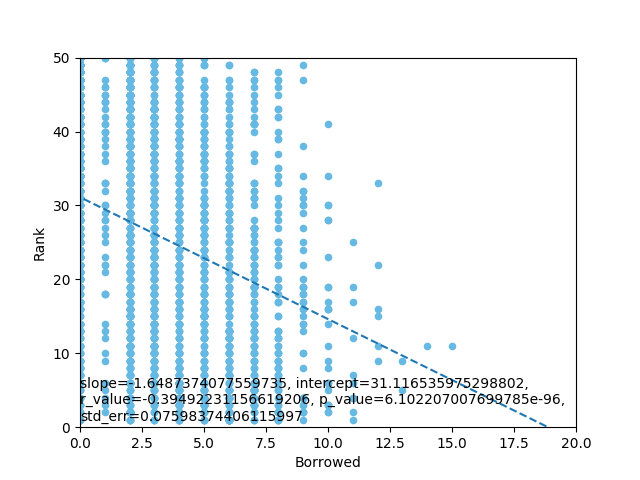 50
40
30
20
10
0
Rank
slope=-1.6487374077559735, intercept=31.116535975298802,
r_value=-0.39492231156619206, p_value=6.102207007699785e-96,
std_err=0.07598374406115997
0.0 2.5 5.0 7.5 10.0 12.5 15.0 17.5 20.0
Borrowed